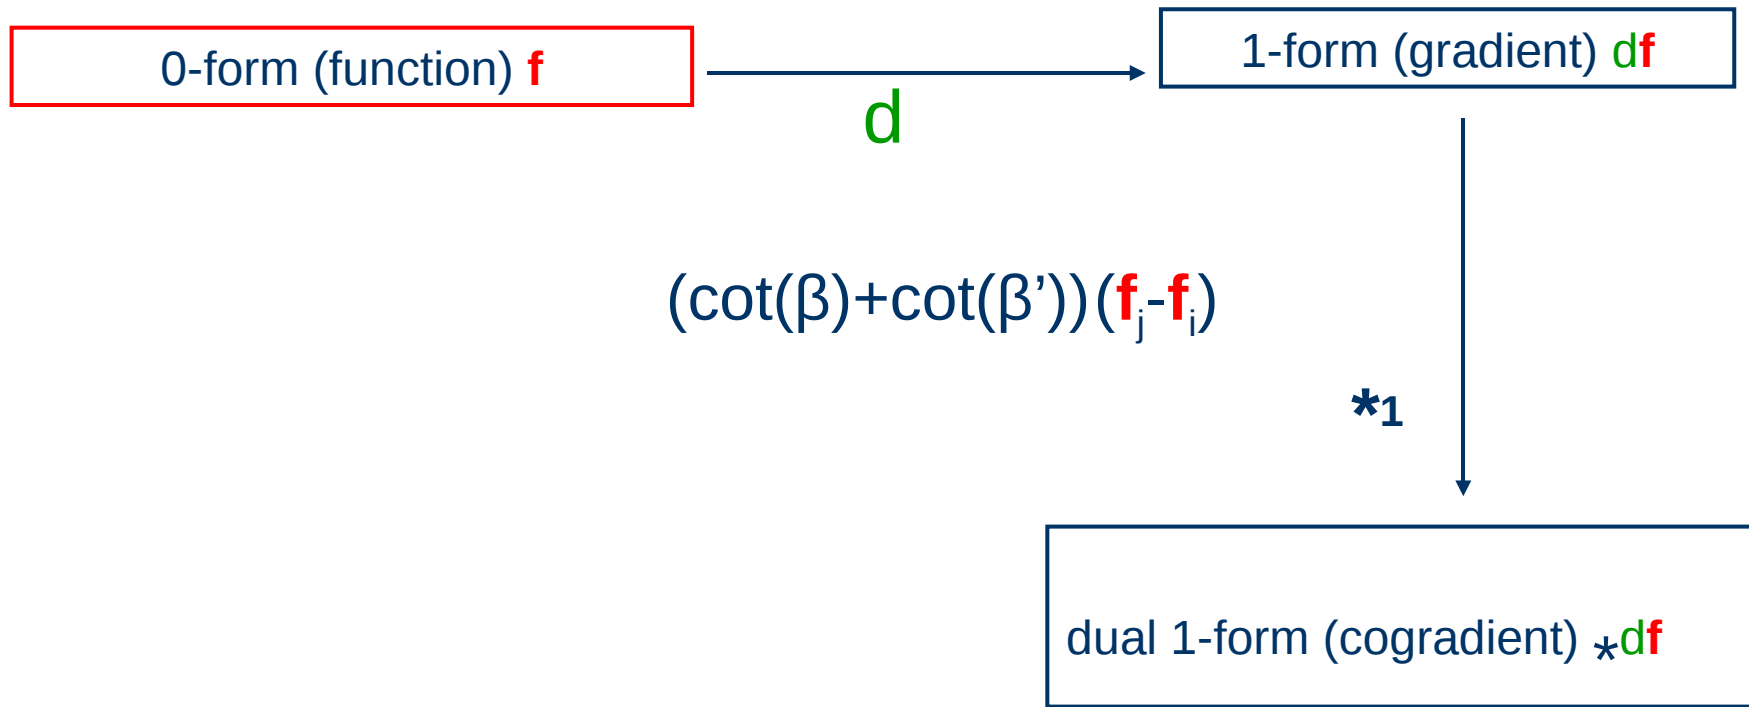 0-form (function) f
1-form (gradient) df
d
(cot(β)+cot(β’))(fj-fi)
*1
dual 1-form (cogradient) *df